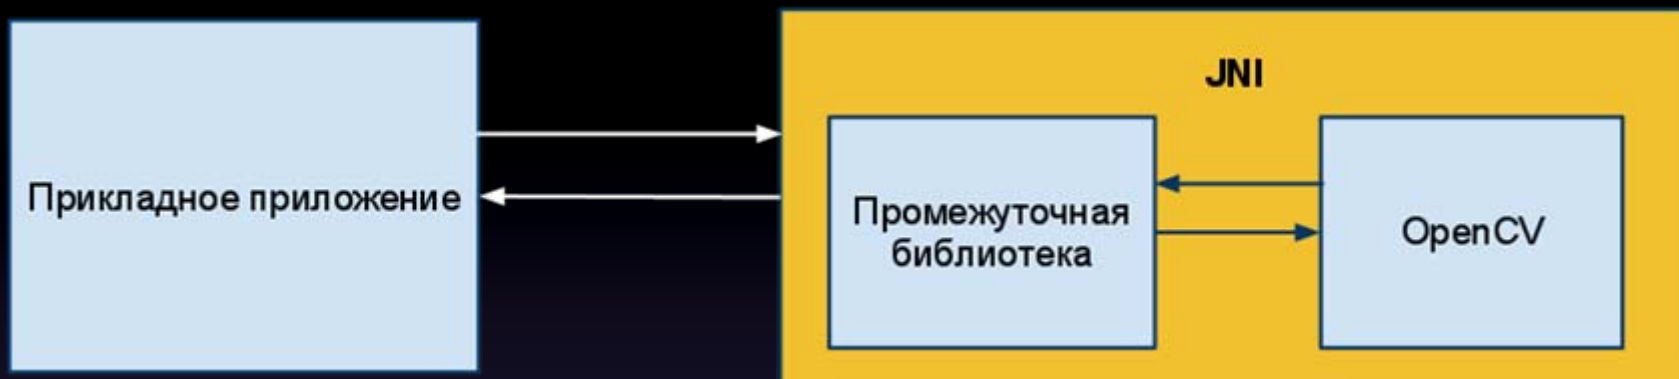 Прикладное приложение
JNI
Промежуточная
библиотека
OpenCV